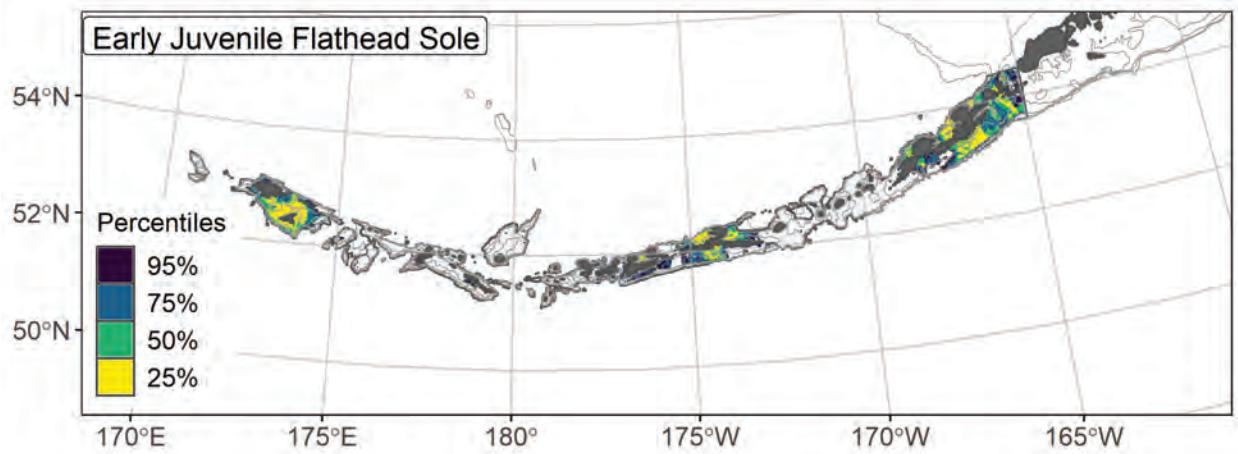 Early Juvenile Flathead Sole
54°N
52°N
50°N
Percentiles
95%
75%
50%
25%
170°E
175°E
180°
175°W
170°W
165°W